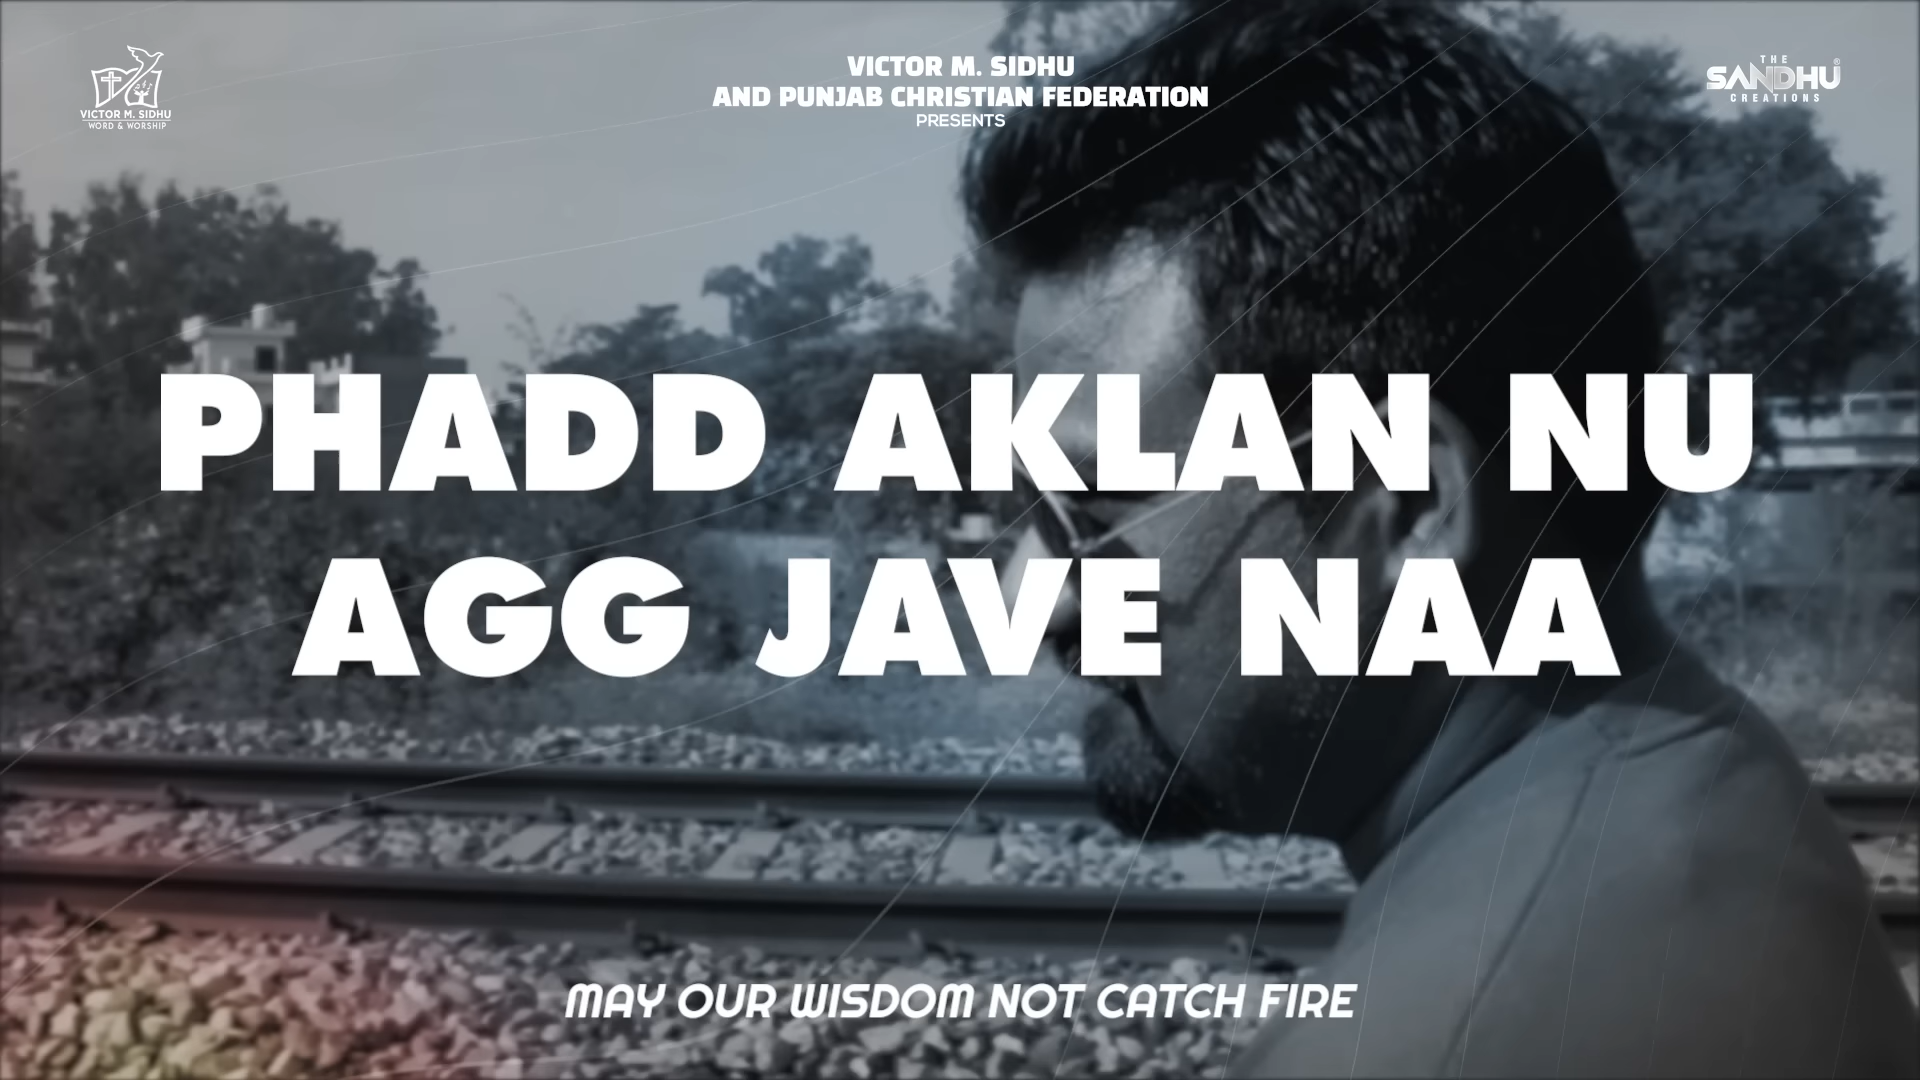 VICTOR M. SIDHU
WORD & WORSHIP
VICTOR M. SIDHU
AND PUNJAB CHRISTIAN FEDERATION
PRESENTS
THE
SANDHU®
CREATIONS
PHADD AKLAN NU
AGG JAVE NAA
MAY OUR WISDOM NOT CATCH FIRE